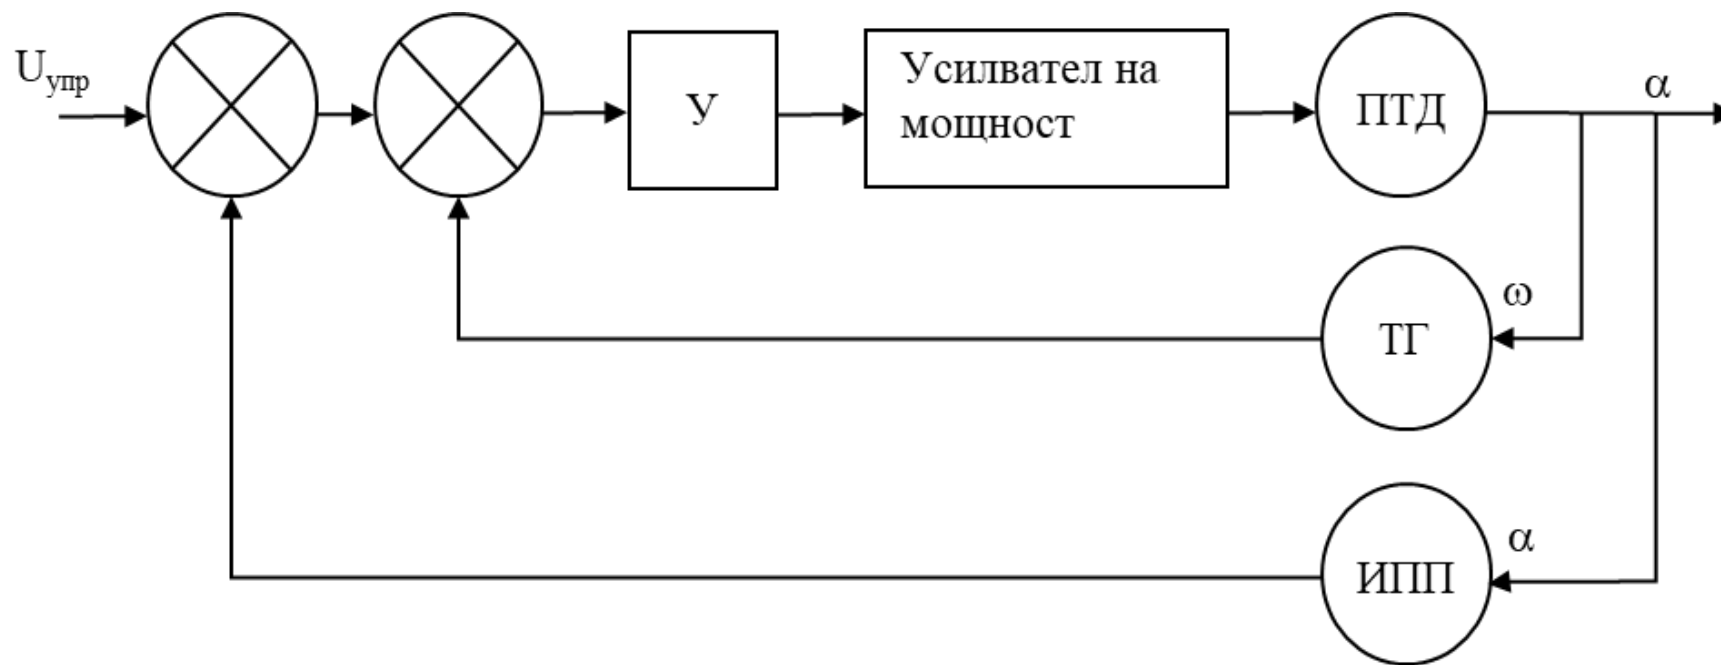 Uупр
У
Усилвател на
мощност
ПТД
α
ω
ТГ
α
ИПП